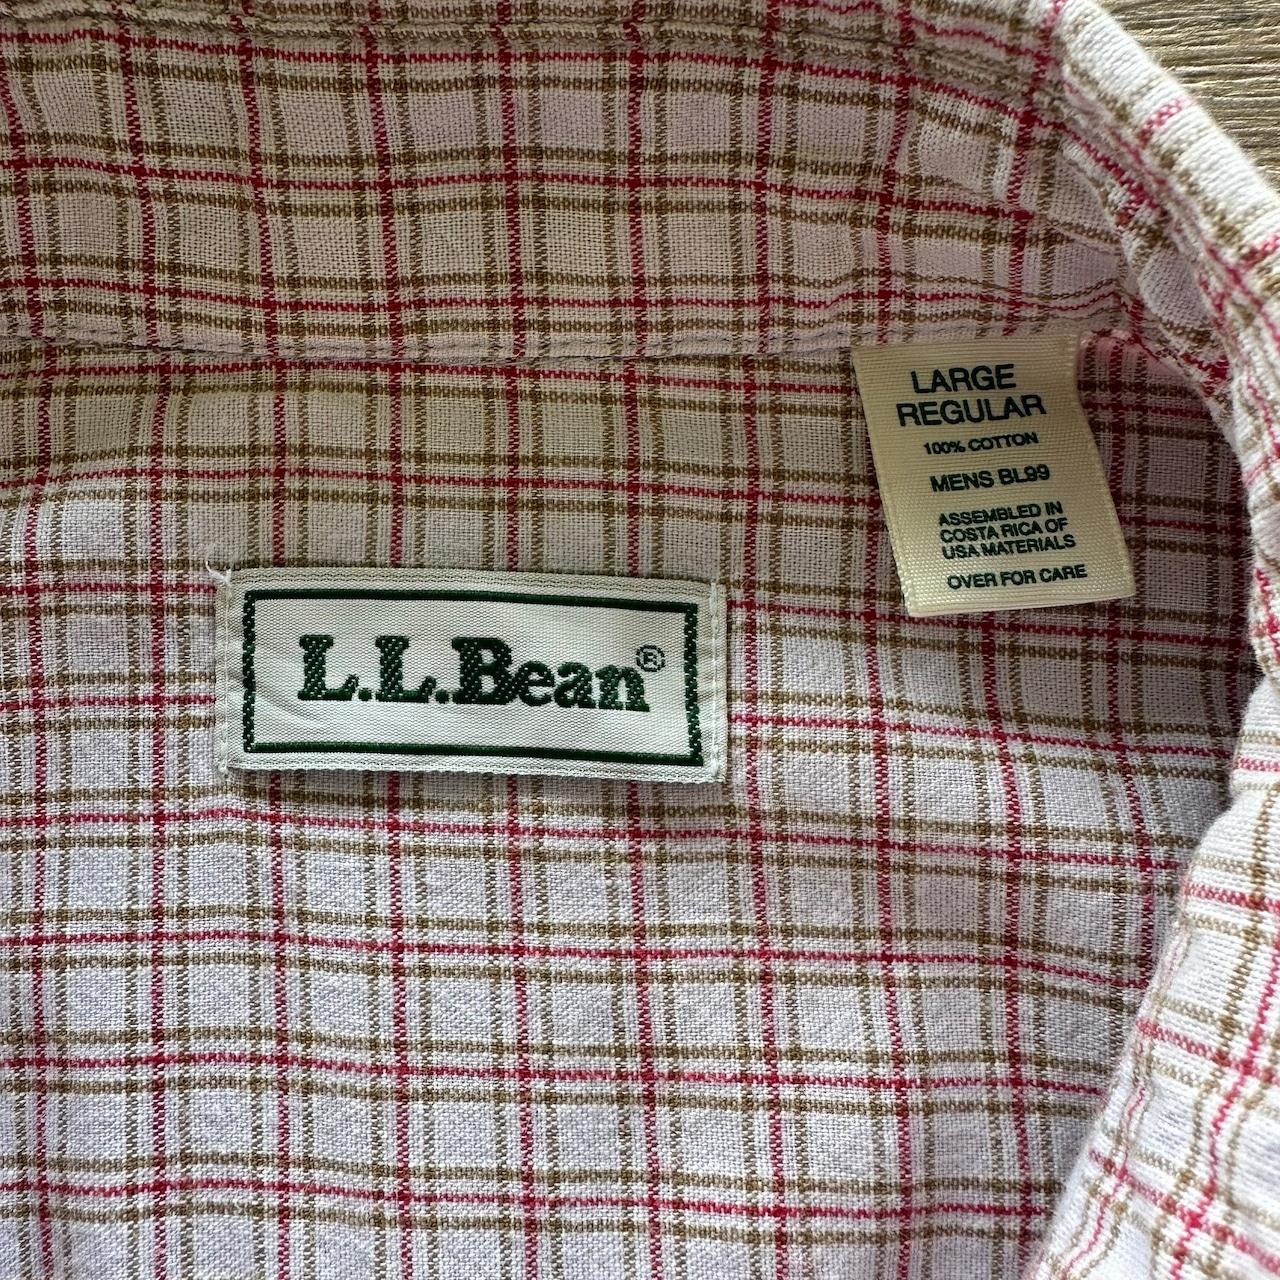 LARGE
REGULAR
100% COTTON
MENS BL99
ASSEMBLED IN
COSTA RICA OF
USA MATERIALS
OVER FOR CARE
L.L.Bean®